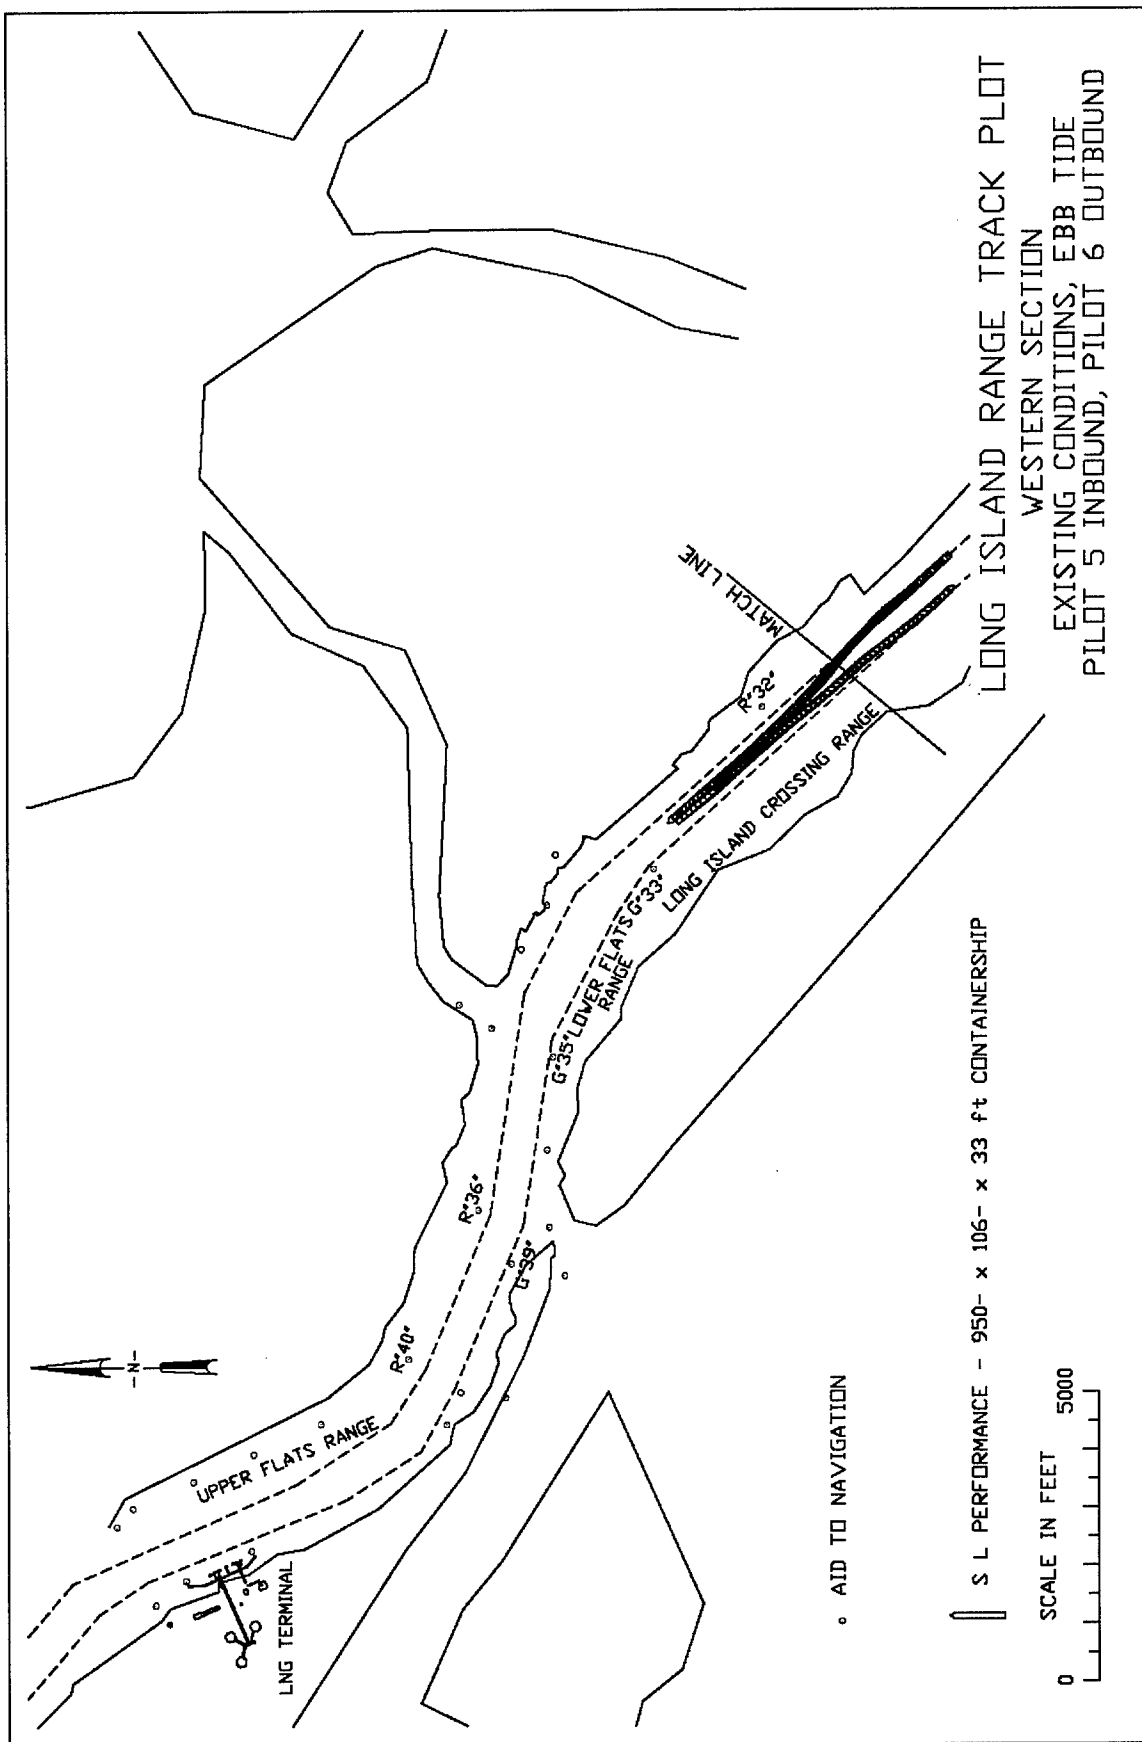 LONG ISLAND RANGE TRACK PLOT
WESTERN SECTION
EXISTING CONDITIONS, EBB TIDE
PILOT 5 INBOUND, PILOT 6 OUTBOUND
-N-
UPPER FLATS RANGE
LNG TERMINAL
R"40"
R"36"
G"39"
G"35"
LOWER FLATS
RANGE
G"33"
LONG ISLAND CROSSING RANGE
R"32"
MATCH LINE
AID TO NAVIGATION
S L PERFORMANCE - 950- x 106- x 33 ft CONTAINERSHIP
SCALE IN FEET
0 5000